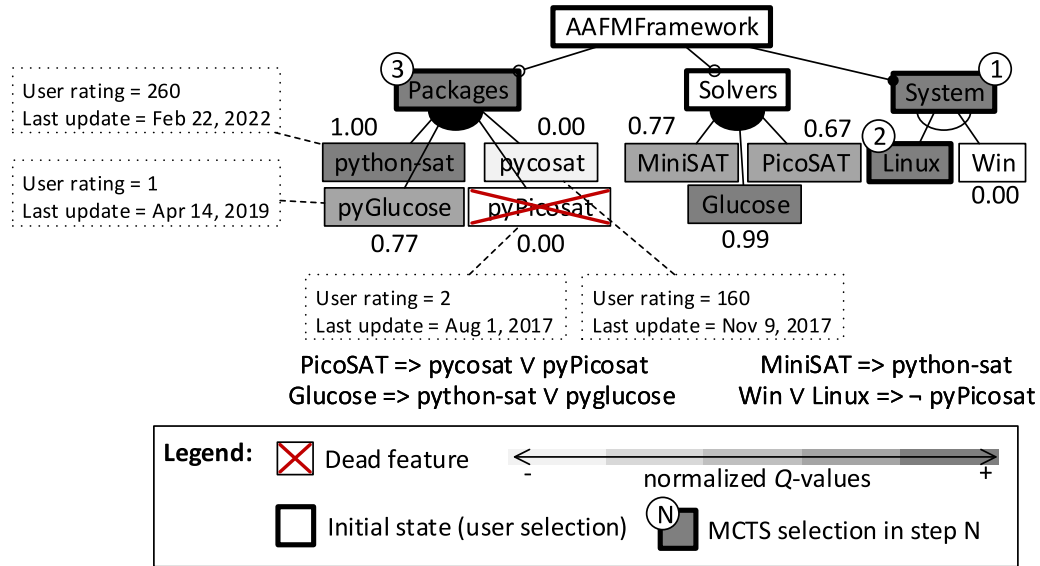 AAFMFramework
3
Packages
Solvers
1
System
User rating = 260
Last update = Feb 22, 2022
1.00
0.00
0.77
0.67
2
python-sat
pycosat
MiniSAT
PicoSAT
Linux
Win
User rating = 1
Last update = Apr 14, 2019
pyGlucose
pyPicosat
Glucose
0.00
0.77
0.00
0.99
User rating = 2
Last update = Aug 1, 2017
User rating = 160
Last update = Nov 9, 2017
PicoSAT => pycosat ∨ pyPicosat
MiniSAT => python-sat
Glucose => python-sat ∨ pyglucose
Win ∨ Linux => ¬ pyPicosat
Legend:
Dead feature
- +
normalized Q-values
Initial state (user selection)
N
MCTS selection in step N